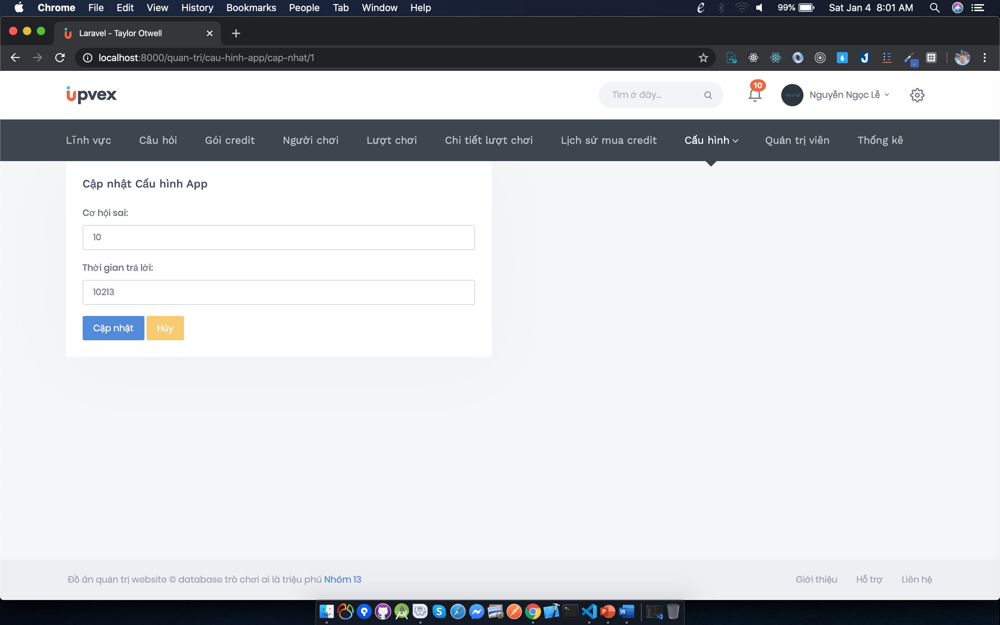 Chrome File Edit View History Bookmarks People Tab Window Help 99% Sat Jan 4 8:01 AM
Laravel - Taylor Otwell
localhost:8000/quan-tri/cau-hinh-app/cap-nhat/1
upvex
Tìm ở đây...
10
150 x 150
Nguyễn Ngọc Lễ
Lĩnh vực Câu hỏi Gói credit Người chơi Lượt chơi Chi tiết lượt chơi Lịch sử mua credit Cấu hình Quản trị viên Thống kê
Cập nhật Cấu hình App
Cơ hội sai:
10
Thời gian trả lời:
10213
Cập nhật Hủy
Đồ án quản trị website © database trò chơi ai là triệu phú Nhóm 13
Giới thiệu Hỗ trợ Liên hệ